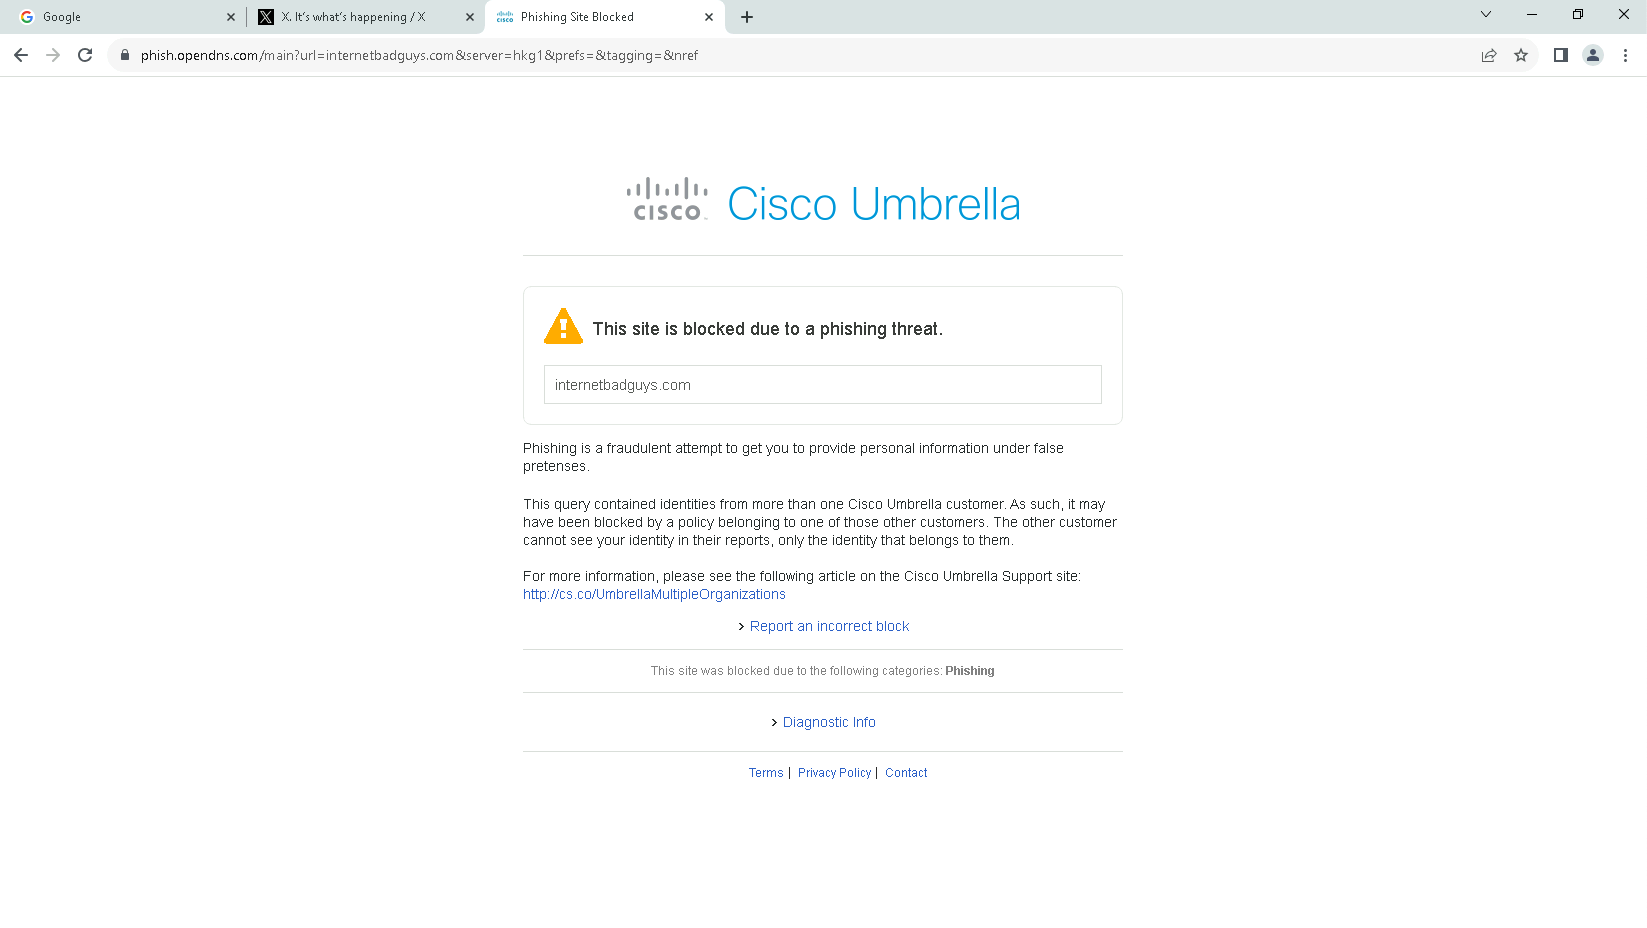 Google
X. It's what's happening / X
Phishing Site Blocked
phish.opendns.com/main?url=internetbadguys.com&server=hkg1&prefs=&tagging=&nref
cisco Cisco Umbrella
This site is blocked due to a phishing threat.
internetbadguys.com
Phishing is a fraudulent attempt to get you to provide personal information under false
pretenses.
This query contained identities from more than one Cisco Umbrella customer. As such, it may
have been blocked by a policy belonging to one of those other customers. The other customer
cannot see your identity in their reports, only the identity that belongs to them.
For more information, please see the following article on the Cisco Umbrella Support site:
http://cs.co/UmbrellaMultipleOrganizations
> Report an incorrect block
This site was blocked due to the following categories: Phishing
> Diagnostic Info
Terms | Privacy Policy | Contact